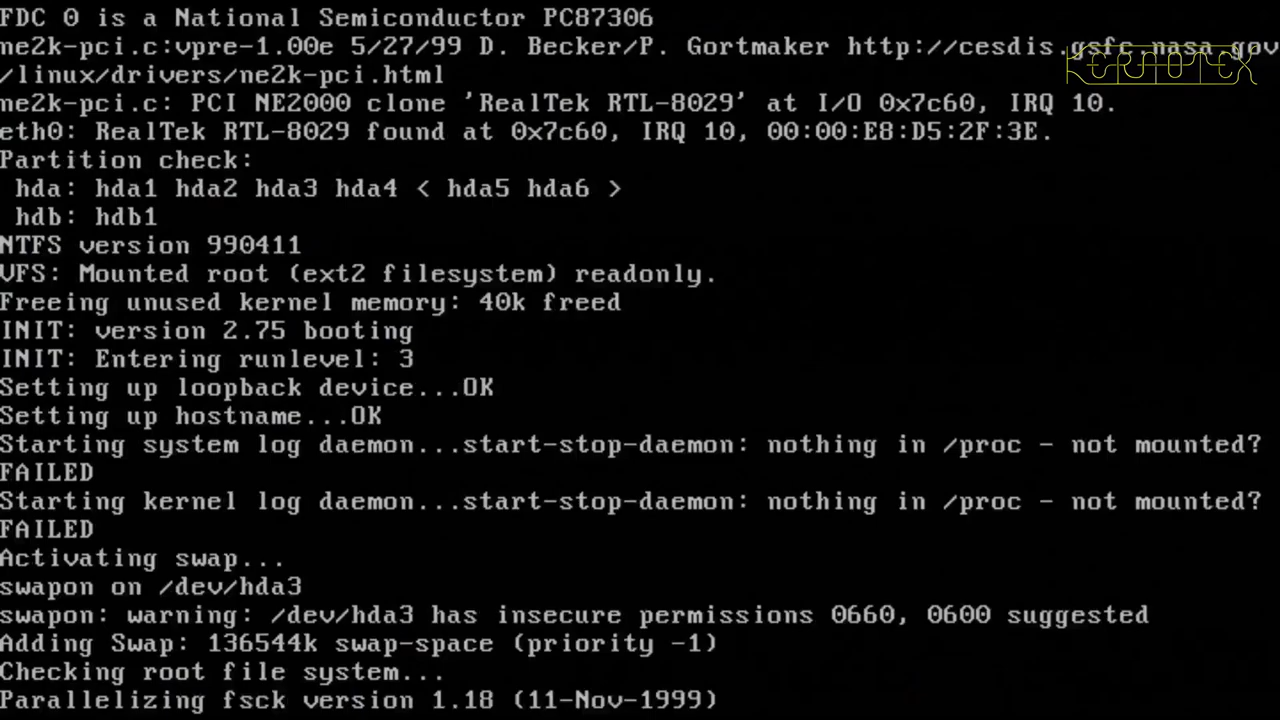 FDC 0 is a National Semiconductor PC87306
ne2k-pci.c:vpre-1.00e 5/27/99 D. Becker/P. Gortmaker http://cesdis.gsfc.nasa.gov
/linux/drivers/ne2k-pci.html
ne2k-pci.c: PCI NE2000 clone 'RealTek RTL-8029' at I/O 0x7c60, IRQ 10.
eth0: RealTek RTL-8029 found at 0x7c60, IRQ 10, 00:00:E8:D5:2F:3E.
Partition check:
 hda: hda1 hda2 hda3 hda4 < hda5 hda6 >
 hdb: hdb1
NTFS version 990411
VFS: Mounted root (ext2 filesystem) readonly.
Freeing unused kernel memory: 40k freed
INIT: version 2.75 booting
INIT: Entering runlevel: 3
Setting up loopback device...OK
Setting up hostname...OK
Starting system log daemon...start-stop-daemon: nothing in /proc - not mounted?
FAILED
Starting kernel log daemon...start-stop-daemon: nothing in /proc - not mounted?
FAILED
Activating swap...
swapon on /dev/hda3
swapon: warning: /dev/hda3 has insecure permissions 0660, 0600 suggested
Adding Swap: 136544k swap-space (priority -1)
Checking root file system...
Parallelizing fsck version 1.18 (11-Nov-1999)